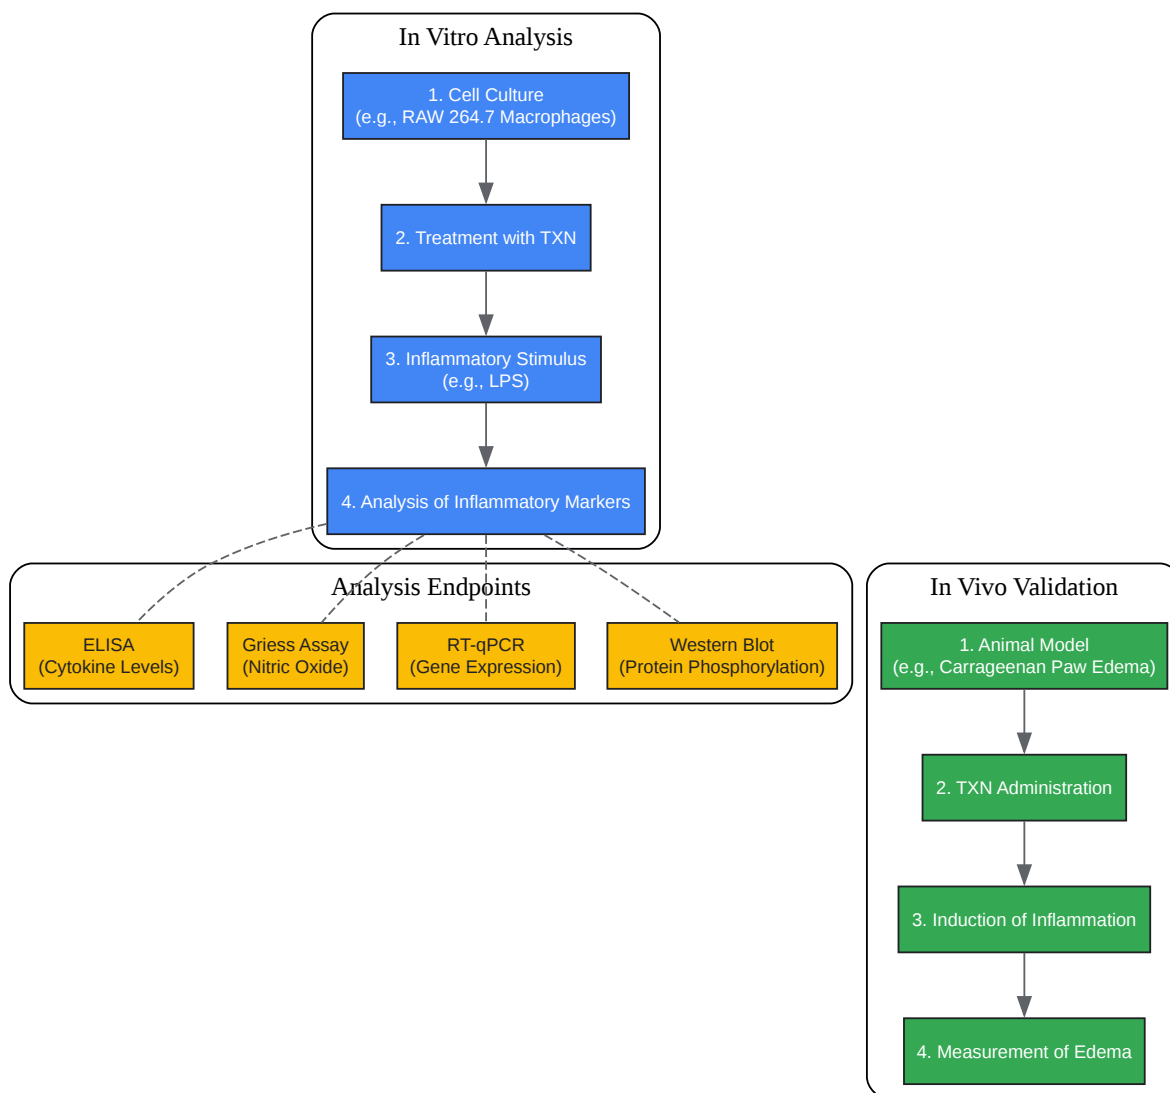 In Vitro Analysis
1. Cell Culture
(e.g., RAW 264.7 Macrophages)
2. Treatment with TXN
3. Inflammatory Stimulus
(e.g., LPS)
4. Analysis of Inflammatory Markers
Analysis Endpoints
ELISA
(Cytokine Levels)
Griess Assay
(Nitric Oxide)
RT-qPCR
(Gene Expression)
Western Blot
(Protein Phosphorylation)
In Vivo Validation
1. Animal Model
(e.g., Carrageenan Paw Edema)
2. TXN Administration
3. Induction of Inflammation
4. Measurement of Edema